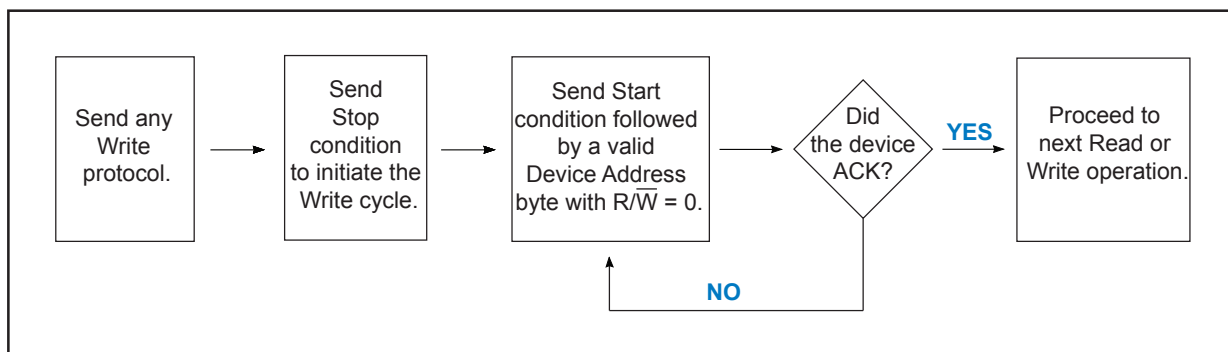 Send any
Write
protocol.
Send
Stop
condition
to initiate the
Write cycle.
Send Start
condition followed
by a valid
Device Address
byte with R/W̅ = 0.
Did
the device
ACK?
YES
Proceed to
next Read or
Write operation.
NO